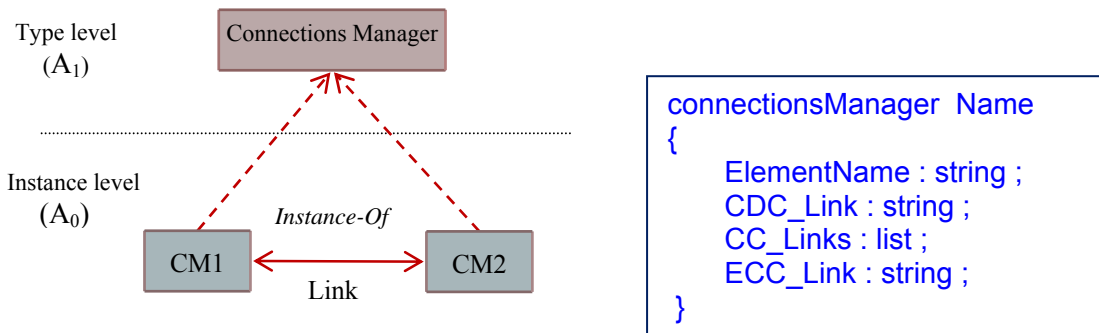 Type level
(A1)
Connections Manager
Instance level
(A0)
Instance-Of
CM1
CM2
Link
connectionsManager Name
{
ElementName : string ;
CDC_Link : string ;
CC_Links : list ;
ECC_Link : string ;
}